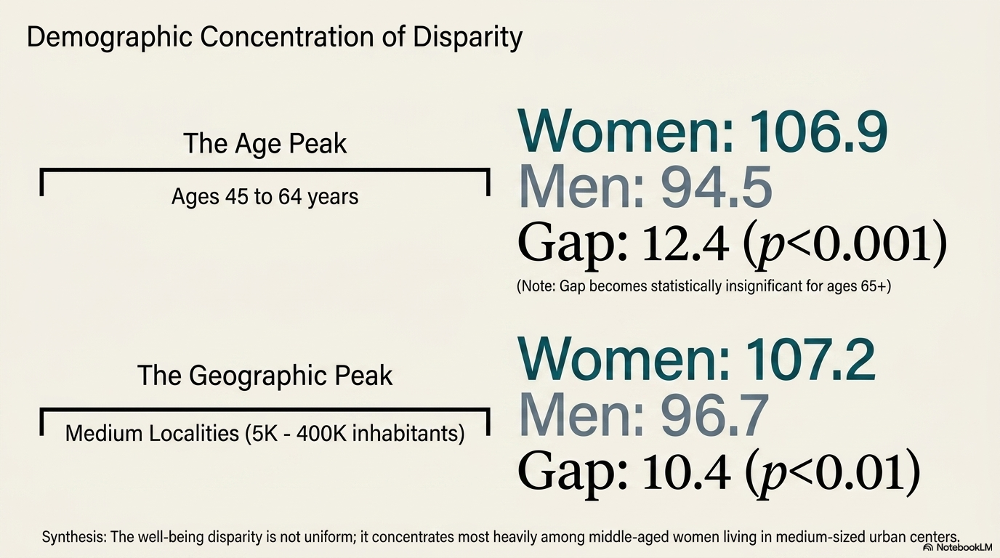 Demographic Concentration of Disparity
The Age Peak
Ages 45 to 64 years
Women: 106.9
Men: 94.5
Gap: 12.4 (p<0.001)
(Note: Gap becomes statistically insignificant for ages 65+)
The Geographic Peak
Medium Localities (5K - 400K inhabitants)
Women: 107.2
Men: 96.7
Gap: 10.4 (p<0.01)
Synthesis: The well-being disparity is not uniform; it concentrates most heavily among middle-aged women living in medium-sized urban centers.
NotebookLM